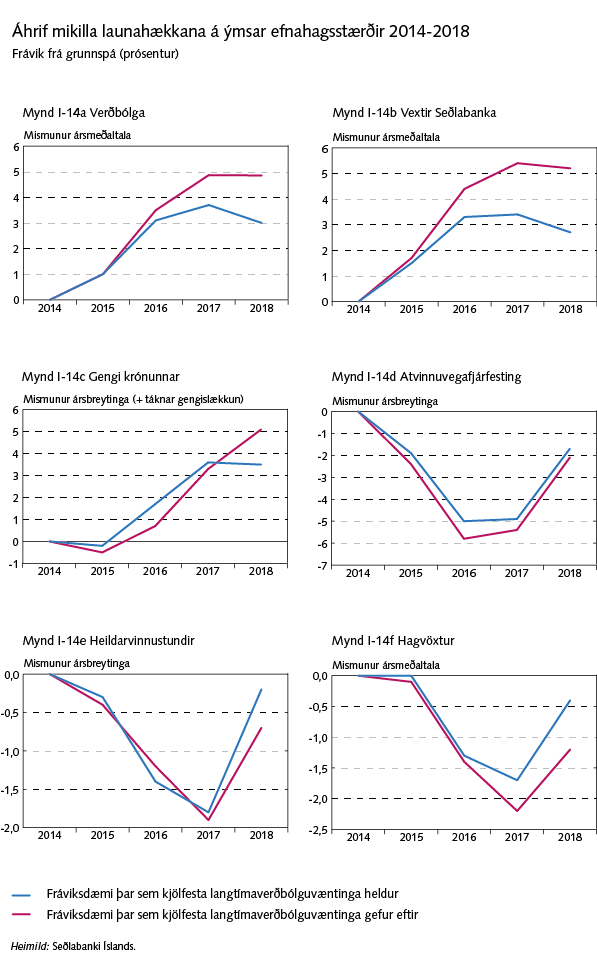 Áhrif mikilla launahækkana á ýmsar efnahagsstærðir 2014-2018
Frávik frá grunnspá (prósentur)
Mynd I-14a Verðbólga
Mismunur ársmeðaltala
6
5
4
3
2
1
0
2014 2015 2016 2017 2018
Mynd I-14b Vextir Seðlabanka
Mismunur ársmeðaltala
6
5
4
3
2
1
0
2014 2015 2016 2017 2018
Mynd I-14c Gengi krónunnar
Mismunur ársbreytinga (+ táknar gengislækkun)
6
5
4
3
2
1
0
-1
2014 2015 2016 2017 2018
Mynd I-14d Atvinnuvegafjárfesting
Mismunur ársbreytinga
0
-1
-2
-3
-4
-5
-6
-7
2014 2015 2016 2017 2018
Mynd I-14e Heildarvinnustundir
Mismunur ársbreytinga
0,0
-0,5
-1,0
-1,5
-2,0
2014 2015 2016 2017 2018
Mynd I-14f Hagvöxtur
Mismunur ársmeðaltala
0,0
-0,5
-1,0
-1,5
-2,0
-2,5
2014 2015 2016 2017 2018
Fráviksdæmi þar sem kjölfesta langtímaverðbólguvæntinga heldur
Fráviksdæmi þar sem kjölfesta langtímaverðbólguvæntinga gefur eftir
Heimild: Seðlabanki Íslands.